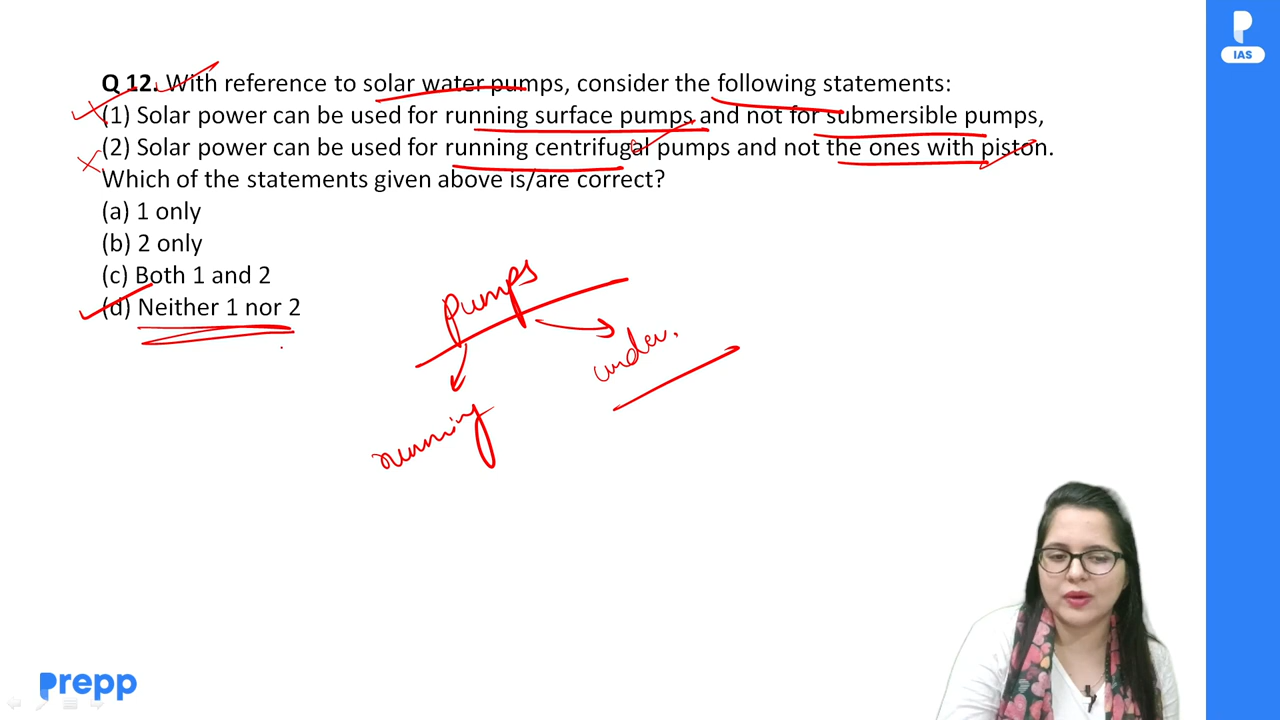 Q 12. With reference to solar water pumps, consider the following statements:
(1) Solar power can be used for running surface pumps and not for submersible pumps,
(2) Solar power can be used for running centrifugal pumps and not the ones with piston.
Which of the statements given above is/are correct?
(a) 1 only
(b) 2 only
(c) Both 1 and 2
(d) Neither 1 nor 2
Pumps
under.
running
IAS
prepp